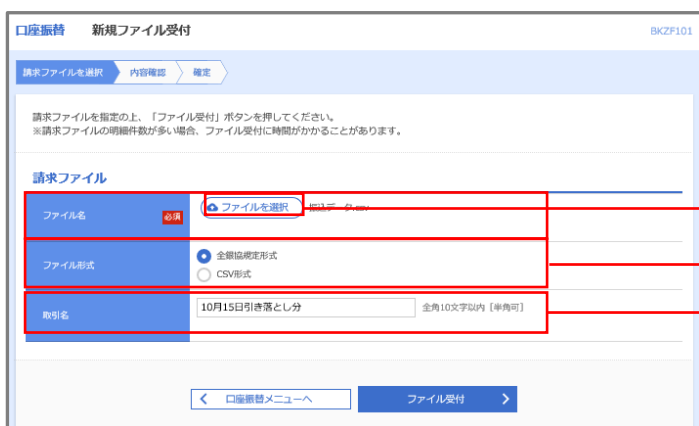 口座振替 新規ファイル受付 BKZF101
請求ファイルを選択 内容確認 確定
請求ファイルを指定の上、「ファイル受付」ボタンを押してください。
※請求ファイルの明細件数が多い場合、ファイル受付に時間がかかることがあります。
請求ファイル
ファイル名 必須 ファイルを選択 振込データ.csv
ファイル形式 全銀協規定形式
CSV形式
取引名 10月15日引き落とし分 全角10文字以内［半角可］
口座振替メニューへ ファイル受付